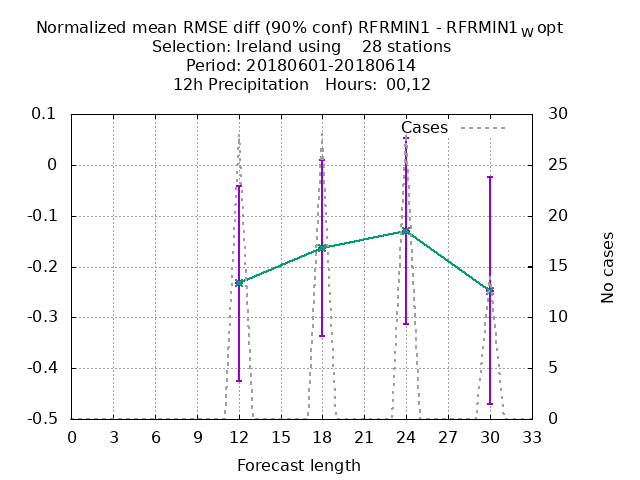 Normalized mean RMSE diff (90% conf) RFRMIN1 - RFRMIN1wopt
Selection: Ireland using 28 stations
Period: 20180601-20180614
12h Precipitation Hours: 00,12
0.1
0
-0.1
-0.2
-0.3
-0.4
-0.5
Cases
30
25
20
15
10
5
0
No cases
0 3 6 9 12 15 18 21 24 27 30 33
Forecast length